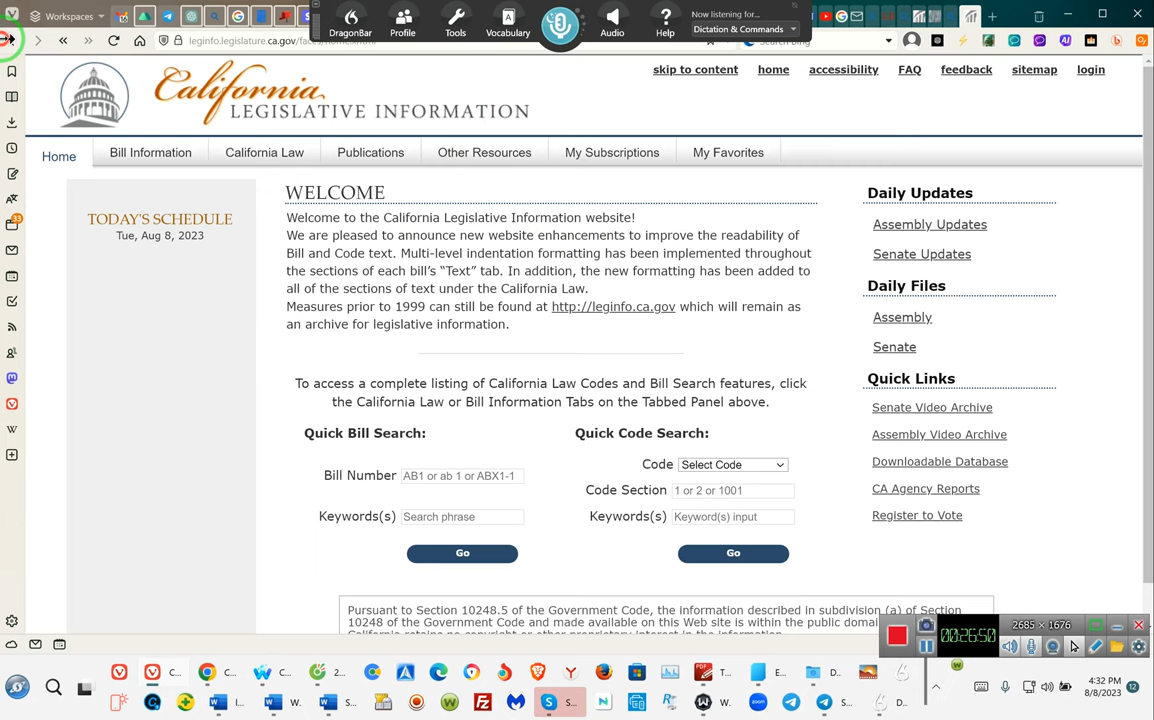 Workspaces
DragonBar
Profile
Tools
Vocabulary
Audio
Help
Now listening for...
Dictation & Commands
leginfo.legislature.ca.gov
Search Bing
California
LEGISLATIVE INFORMATION
skip to content home accessibility FAQ feedback sitemap login
Home Bill Information California Law Publications Other Resources My Subscriptions My Favorites
TODAY'S SCHEDULE
Tue, Aug 8, 2023
WELCOME
Welcome to the California Legislative Information website!
We are pleased to announce new website enhancements to improve the readability of
Bill and Code text. Multi-level indentation formatting has been implemented throughout
the sections of each bill's “Text” tab. In addition, the new formatting has been added to
all of the sections of text under the California Law.
Measures prior to 1999 can still be found at http://leginfo.ca.gov which will remain as
an archive for legislative information.
To access a complete listing of California Law Codes and Bill Search features, click
the California Law or Bill Information Tabs on the Tabbed Panel above.
Quick Bill Search:
Bill Number AB1 or ab 1 or ABX1-1
Keywords(s) Search phrase
Go
Quick Code Search:
Code Select Code
Code Section 1 or 2 or 1001
Keywords(s) Keyword(s) input
Go
Pursuant to Section 10248.5 of the Government Code, the information described in subdivision (a) of Section
10248 of the Government Code and made available on this Web site is in the public domain
Daily Updates
Assembly Updates
Senate Updates
Daily Files
Assembly
Senate
Quick Links
Senate Video Archive
Assembly Video Archive
Downloadable Database
CA Agency Reports
Register to Vote
33
2685 × 1676
00:26:50
C... C... W... C... 2... T... E... D...
I... W... S... S... N... R... W... S... D...
4:32 PM
8/8/2023
12